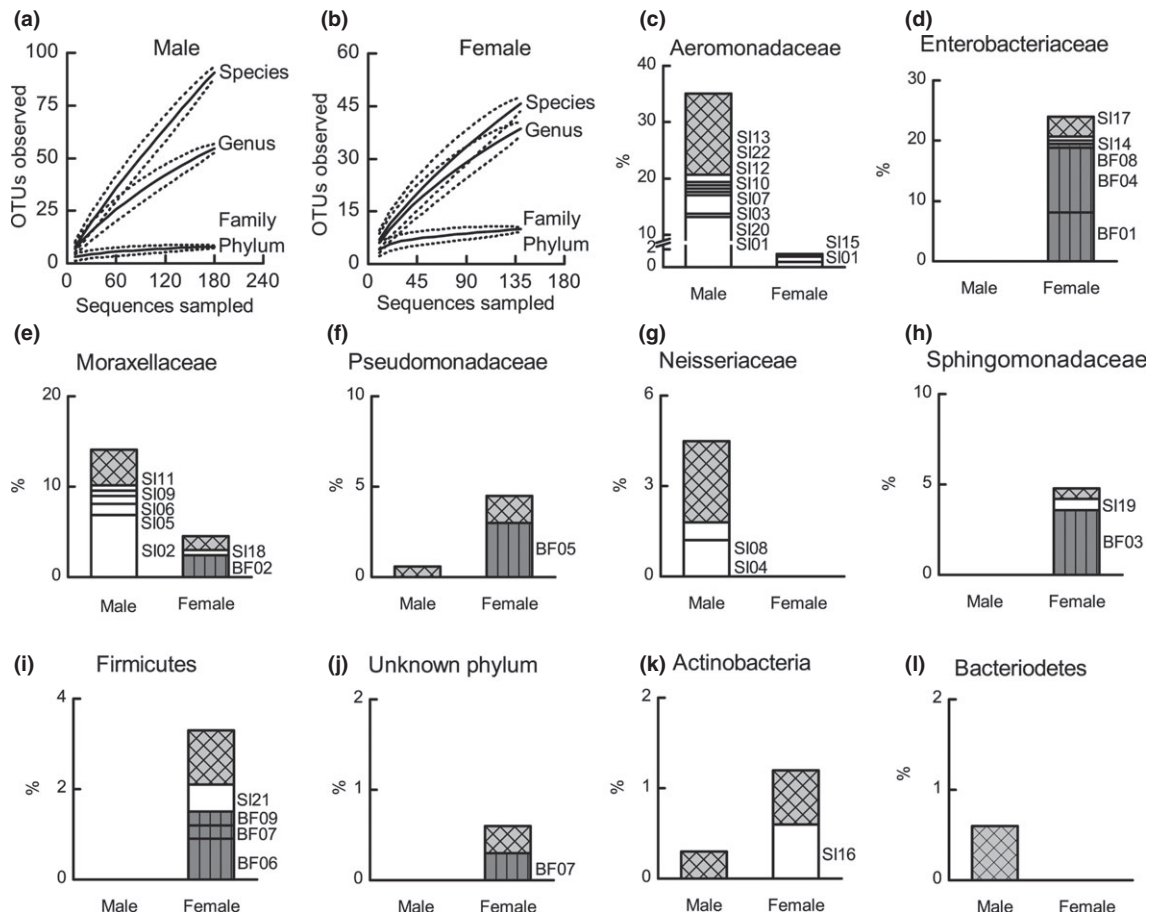 (a)
Male
100
75
50
25
0
OTUs observed
Species
Genus
Family
Phylum
0 60 120 180 240
Sequences sampled
(b)
Female
60
45
30
15
0
OTUs observed
Species
Genus
Family
Phylum
0 45 90 135 180
Sequences sampled
(c)
Aeromonadaceae
40
30
20
10
2
0
%
SI13
SI22
SI12
SI10
SI07
SI03
SI20
SI01
SI15
SI01
Male Female
(d)
Enterobacteriaceae
30
20
10
0
%
SI17
SI14
BF08
BF04
BF01
Male Female
(e)
Moraxellaceae
20
10
0
%
SI11
SI09
SI06
SI05
SI02
SI18
BF02
Male Female
(f)
Pseudomonadaceae
10
5
0
%
BF05
Male Female
(g)
Neisseriaceae
6
3
0
%
SI08
SI04
Male Female
(h)
Sphingomonadaceae
10
5
0
%
SI19
BF03
Male Female
(i)
Firmicutes
4
2
0
%
SI21
BF09
BF07
BF06
Male Female
(j)
Unknown phylum
2
1
0
%
BF07
Male Female
(k)
Actinobacteria
2
1
0
%
SI16
Male Female
(l)
Bacteriodetes
2
1
0
%
Male Female